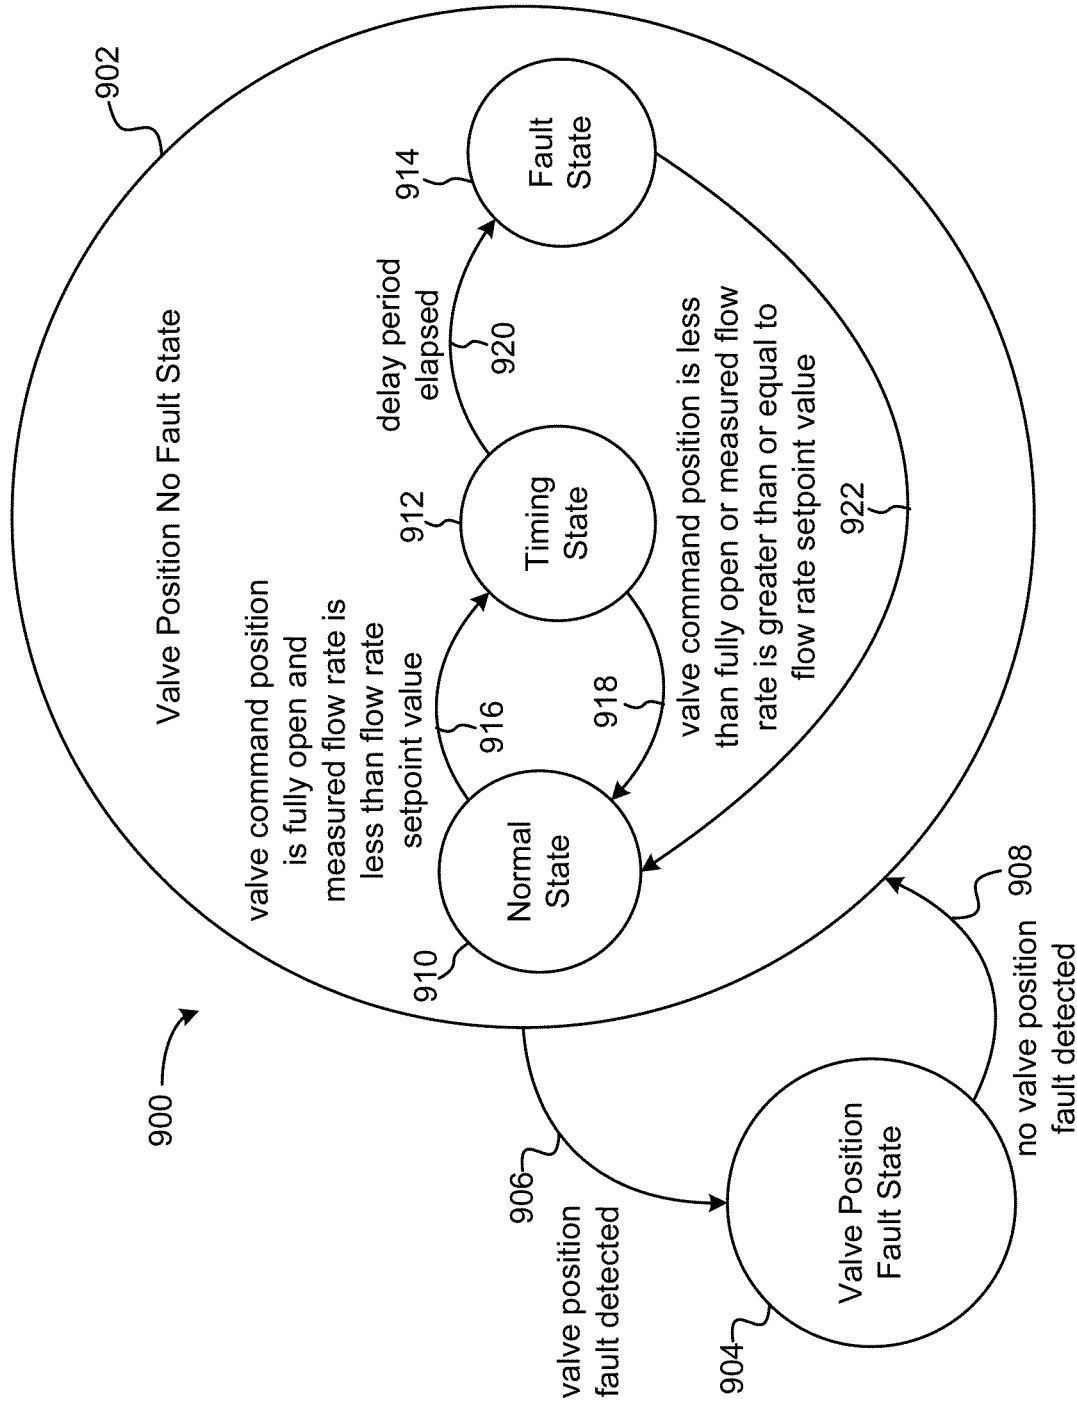 900
902
Valve Position No Fault State
valve command position
is fully open and
measured flow rate is
less than flow rate
setpoint value
delay period
elapsed
910
912
914
916
920
Normal
State
Timing
State
Fault
State
918
valve command position is less
than fully open or measured flow
rate is greater than or equal to
flow rate setpoint value
922
906
valve position
fault detected
904
Valve Position
Fault State
908
no valve position
fault detected